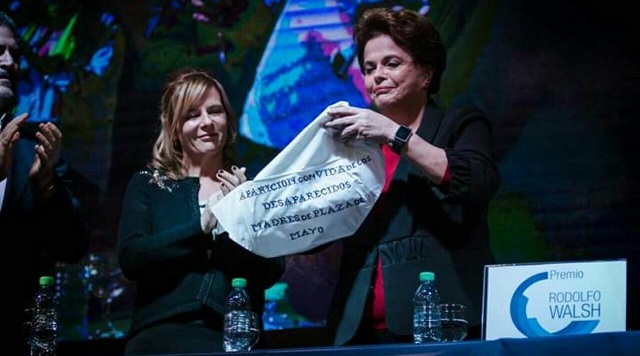 APARICION CON VIDA DE LOS
DESAPARECIDOS
MADRES DE PLAZA DE
MAYO
Premio
RODOLFO
WALSH